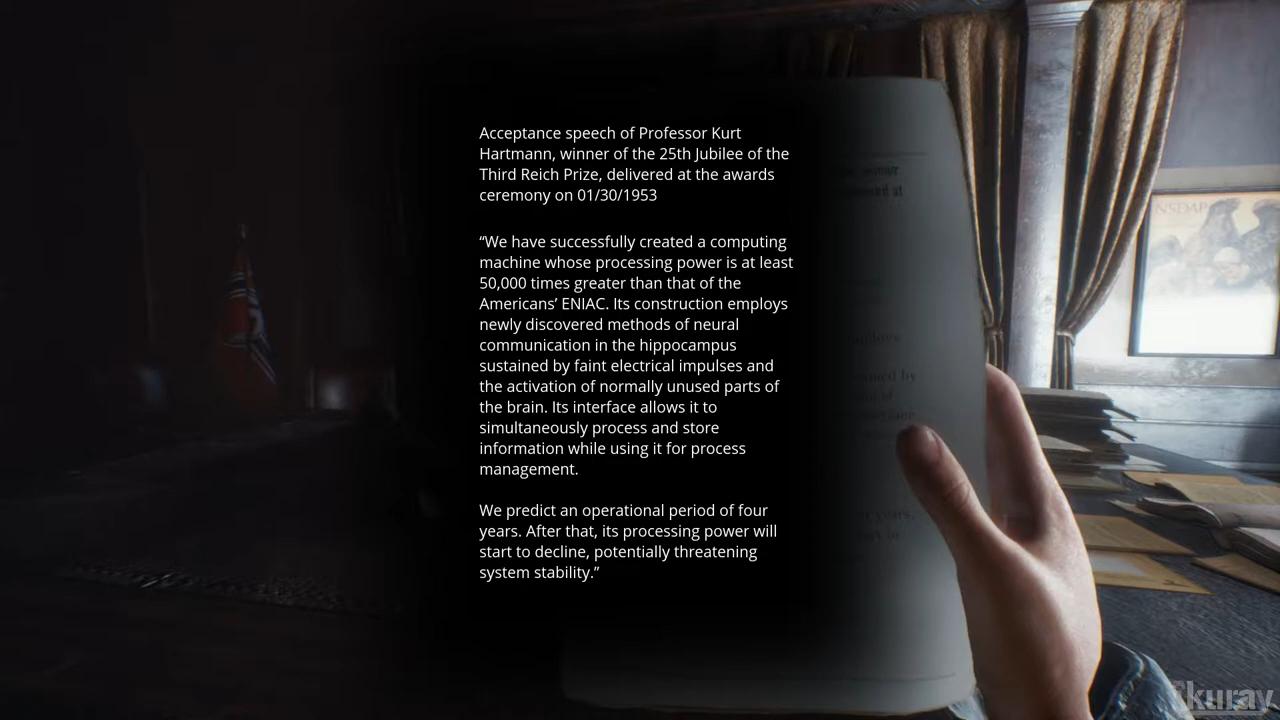 Acceptance speech of Professor Kurt
Hartmann, winner of the 25th Jubilee of the
Third Reich Prize, delivered at the awards
ceremony on 01/30/1953
“We have successfully created a computing
machine whose processing power is at least
50,000 times greater than that of the
Americans’ ENIAC. Its construction employs
newly discovered methods of neural
communication in the hippocampus
sustained by faint electrical impulses and
the activation of normally unused parts of
the brain. Its interface allows it to
simultaneously process and store
information while using it for process
management.
We predict an operational period of four
years. After that, its processing power will
start to decline, potentially threatening
system stability.”
NSDAP
kuray